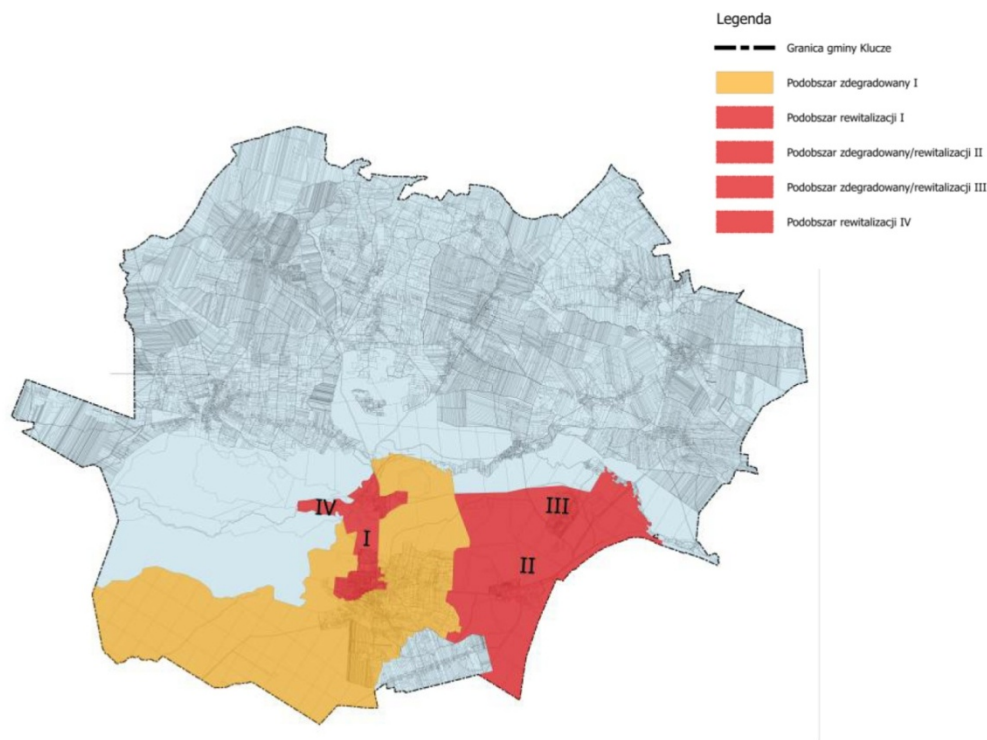 Legenda
Granica gminy Klucze
Podobszar zdegradowany I
Podobszar rewitalizacji I
Podobszar zdegradowany/rewitalizacji II
Podobszar zdegradowany/rewitalizacji III
Podobszar rewitalizacji IV
IV
III
I
II